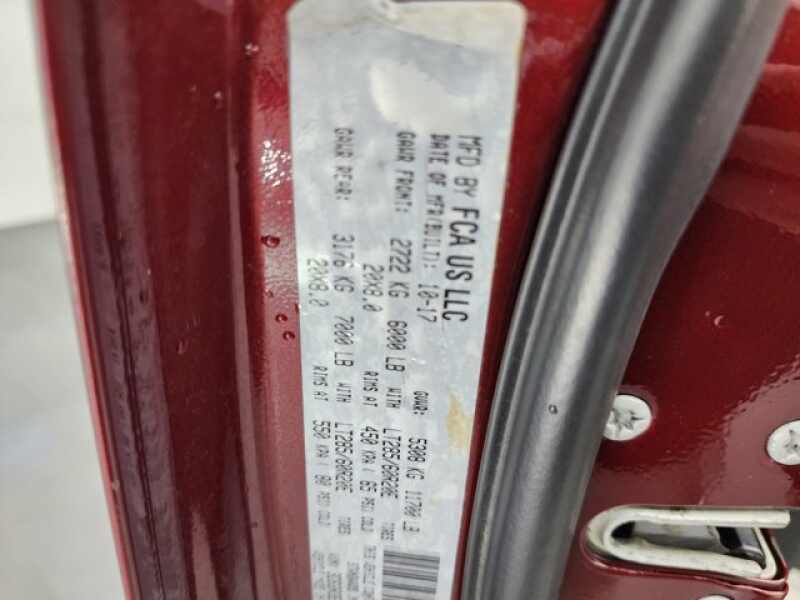 MFD BY FCA US LLC
DATE OF MFR(BUILT): 10-17 GVWR: 5308 KG 11700 LB
GAWR FRONT: 2722 KG 6000 LB WITH LT285/60R20E TIRES
20X8.0 RIMS AT 450 KPA / 65 PSI COLD
GAWR REAR: 3176 KG 7000 LB WITH LT285/60R20E TIRES
20X8.0 RIMS AT 550 KPA / 80 PSI COLD